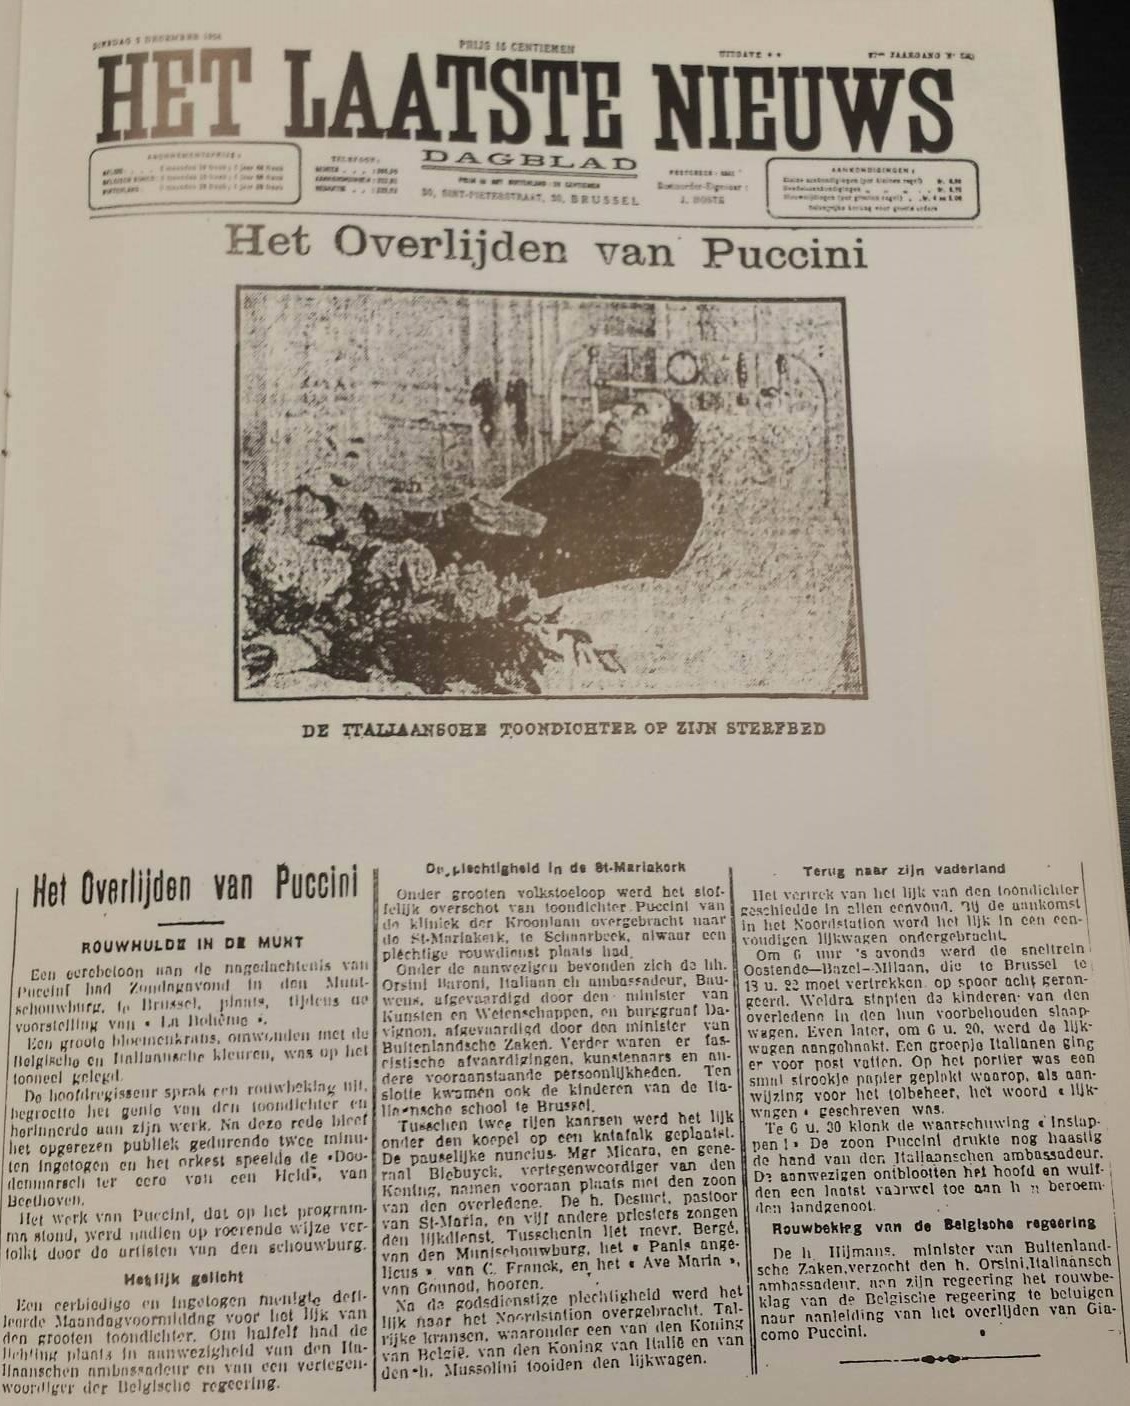 DINSDAG 2 DECEMBER 1924
PRIJS 15 CENTIEMEN
UITGAVE **
JAARGANG
HET LAATSTE NIEUWS
DAGBLAD
ABONNEMENTSPRIJS :
TELEFOON:
30, SINT-PIETERSSTRAAT, 30, BRUSSEL
Bestuurder-Eigenaar :
J. HOSTE
AANKONDIGINGEN :
Het Overlijden van Puccini
DE ITALIAANSCHE TOONDICHTER OP ZIJN STERFBED
Het Overlijden van Puccini
ROUWHULDE IN DE MUNT
Een eerebetoon aan de nagedachtenis van
Puccini had Zondagavond in den Munt-
schouwburg, te Brussel, plaats, tijdens de
voorstelling van « La Bohême ».
Een groote bloemenkrans, omwonden met de
Belgische en Italiaansche kleuren, was op het
tooneel gelegd.
De hoofdregisseur sprak een rouwbeklag uit,
begroette het genie van den toondichter en
herinnerde aan zijn werk. Na deze rede bleef
het opgerezen publiek gedurende twee minu-
ten ingetogen en het orkest speelde de «Doo-
denmarsch ter eere van een Held», van
Beethoven.
Het werk van Puccini, dat op het program-
ma stond, werd nadien op roerende wijze ver-
tolkt door de artisten van den schouwburg.
Het lijk gelicht
Een eerbiedige en ingetogen menigte defi-
leerde Maandagvoormiddag voor het lijk van
den grooten toondichter. Om halfelf had de
lichting plaats in aanwezigheid van den Ita-
liaanschen ambassadeur en van een vertegen-
woordiger der Belgische regeering.
De plechtigheid in de St-Mariakerk
Onder grooten volkstoeloop werd het stof-
felijk overschot van toondichter Puccini van
de kliniek der Kroonlaan overgebracht naar
de St-Mariakerk, te Schaarbeek, alwaar een
plechtige rouwdienst plaats had.
Onder de aanwezigen bevonden zich de hh.
Orsini Baroni, Italiaan ch ambassadeur, Bau-
wens, afgevaardigd door den minister van
Kunsten en Wetenschappen, en burggraaf Da-
vignon, afgevaardigd door den minister van
Buitenlandsche Zaken. Verder waren er fas-
cistische afvaardigingen, kunstenaars en an-
dere vooraanstaande persoonlijkheden. Ten
slotte kwamen ook de kinderen van de Ita-
liaansche school te Brussel.
Tusschen twee rijen kaarsen werd het lijk
onder den koepel op een katafalk geplaatst.
De pauselijke nuncius, Mgr Micara, en gene-
raal Biebuyck, vertegenwoordiger van den
Koning, namen vooraan plaats met den zoon
van den overledene. De h. Desmet, pastoor
van St-Maria, en vijf andere priesters zongen
den lijkdienst. Tusschenin liet mevr. Bergé,
van den Muntschouwburg, het « Panis ange-
licus » van C. Franck, en het « Ave Maria »,
van Gounod, hooren.
Na de godsdienstige plechtigheid werd het
lijk naar het Noordstation overgebracht. Tal-
rijke kransen, waaronder een van den Koning
van België, van den Koning van Italië en van
den h. Mussolini tooiden den lijkwagen.
Terug naar zijn vaderland
Het vertrek van het lijk van den toondichter
geschiedde in allen eenvoud. Bij de aankomst
in het Noordstation werd het lijk in een een-
voudigen lijkwagen ondergebracht.
Om 6 uur 's avonds werd de sneltrein
Oostende—Bazel—Milaan, die te Brussel te
18 u. 22 moet vertrekken, op spoor acht geran-
geerd. Weldra stapten de kinderen van den
overledene in den hun voorbehouden slaap-
wagen. Even later, om 6 u. 20, werd de lijk-
wagen aangehaakt. Een groepje Italianen ging
er voor post vatten. Op het portier was een
smal strookje papier geplakt waarop, als aan-
wijzing voor het tolbeheer, het woord « lijk-
wagen » geschreven was.
Te 6 u. 30 klonk de waarschuwing « Instap-
pen ! » De zoon Puccini drukte nog haastig
de hand van den Italiaanschen ambassadeur.
De aanwezigen ontblootten het hoofd en wuif-
den een laatst vaarwel toe aan h n beroem-
den landgenoot.
Rouwbeklag van de Belgische regeering
De h. Hijmans, minister van Buitenland-
sche Zaken, verzocht den h. Orsini, Italiaansch
ambassadeur, aan zijn regeering het rouwbe-
klag van de Belgische regeering te betuigen
naar aanleiding van het overlijden van Gia-
como Puccini.